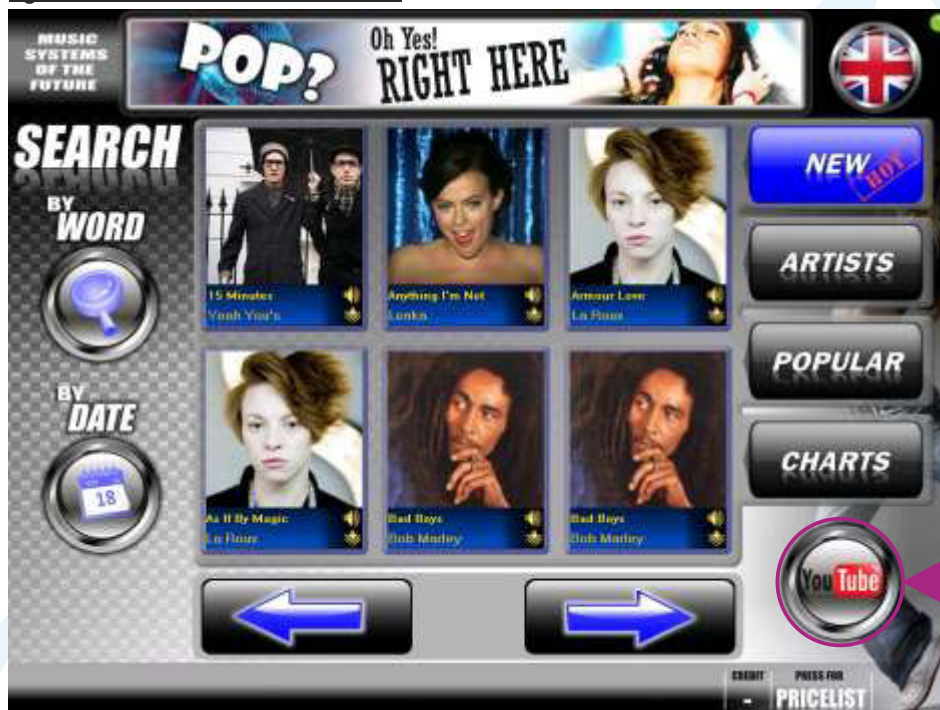 MUSIC
SYSTEMS
OF THE
FUTURE
POP?
Oh Yes!
RIGHT HERE
SEARCH
BY
WORD
BY
DATE
18
15 Minutes
Yeah You's
Anything I'm Not
Lenka
Armour Love
La Roux
As If By Magic
La Roux
Bad Boys
Bob Marley
Bad Boys
Bob Marley
NEW
HOT
ARTISTS
POPULAR
CHARTS
YouTube
CREDIT
-
PRESS FOR
PRICELIST